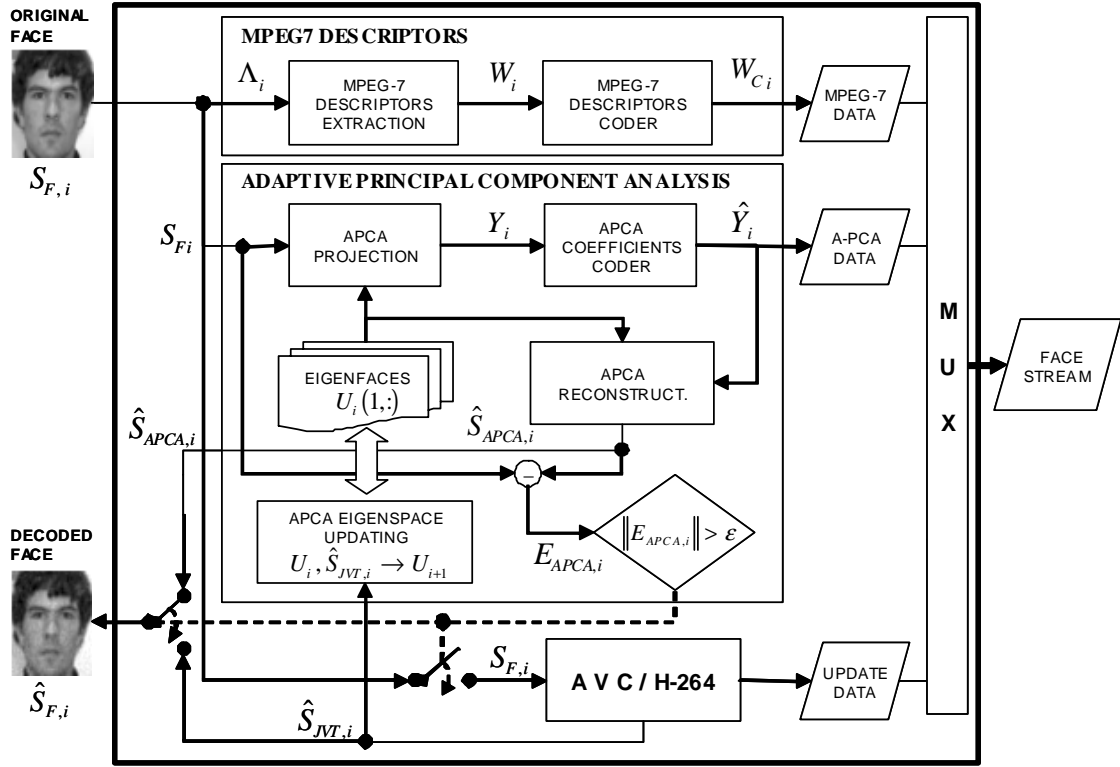 ORIGINAL
FACE
S_{F,i}
MPEG7 DESCRIPTORS
Λ_i
MPEG-7
DESCRIPTORS
EXTRACTION
W_i
MPEG-7
DESCRIPTORS
CODER
W_{C i}
MPEG-7
DATA
ADAPTIVE PRINCIPAL COMPONENT ANALYSIS
S_{Fi}
APCA
PROJECTION
Y_i
APCA
COEFFICIENTS
CODER
Ŷ_i
A-PCA
DATA
EIGENFACES
U_i(1,:)
APCA
RECONSTRUCT.
Ŝ_{APCA,i}
Ŝ_{APCA,i}
−
APCA EIGENSPACE
UPDATING
U_i, Ŝ_{JVT,i} → U_{i+1}
E_{APCA,i}
‖E_{APCA,i}‖ > ε
M
U
X
FACE
STREAM
DECODED
FACE
Ŝ_{F,i}
S_{F,i}
AVC/H-264
UPDATE
DATA
Ŝ_{JVT,i}